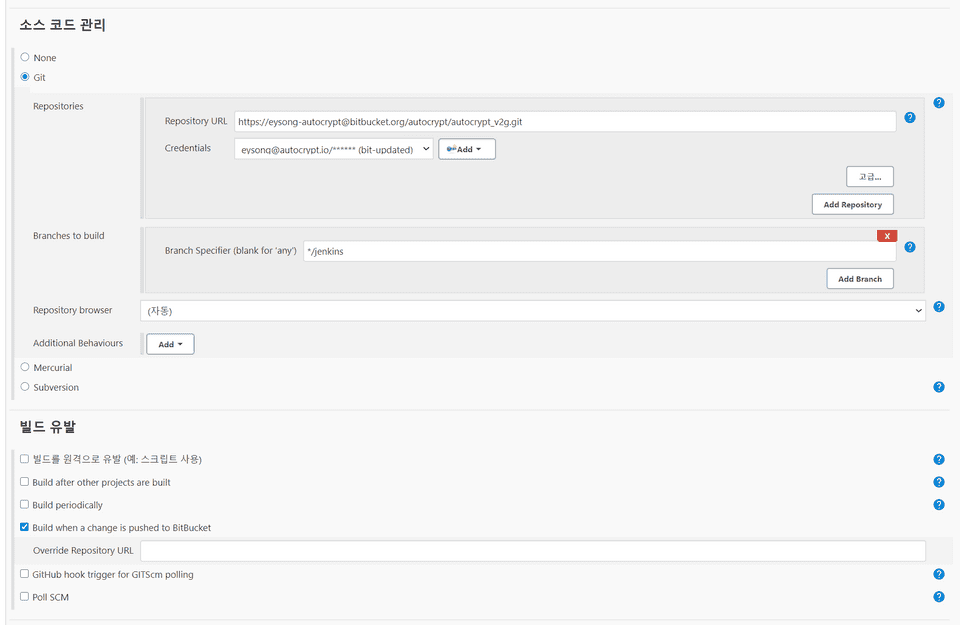 소스 코드 관리
None
Git
Repositories
Repository URL https://eysong-autocrypt@bitbucket.org/autocrypt/autocrypt_v2g.git
Credentials eysong@autocrypt.io/****** (bit-updated) Add
고급...
Add Repository
Branches to build
X
Branch Specifier (blank for 'any') */jenkins
Add Branch
Repository browser (자동)
Additional Behaviours Add
Mercurial
Subversion
빌드 유발
빌드를 원격으로 유발 (예: 스크립트 사용)
Build after other projects are built
Build periodically
Build when a change is pushed to BitBucket
Override Repository URL
GitHub hook trigger for GITScm polling
Poll SCM